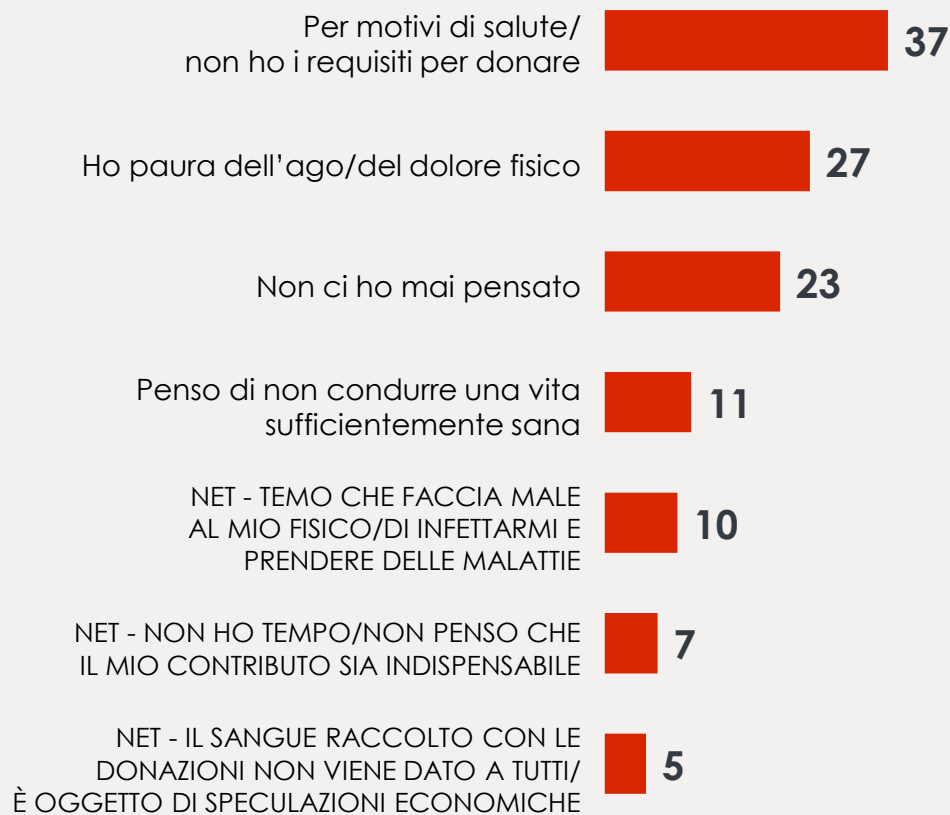 Per motivi di salute/
non ho i requisiti per donare
37
Ho paura dell’ago/del dolore fisico
27
Non ci ho mai pensato
23
Penso di non condurre una vita
sufficientemente sana
11
NET - TEMO CHE FACCIA MALE
AL MIO FISICO/DI INFETTARMI E
PRENDERE DELLE MALATTIE
10
NET - NON HO TEMPO/NON PENSO CHE
IL MIO CONTRIBUTO SIA INDISPENSABILE
7
NET - IL SANGUE RACCOLTO CON LE
DONAZIONI NON VIENE DATO A TUTTI/
È OGGETTO DI SPECULAZIONI ECONOMICHE
5